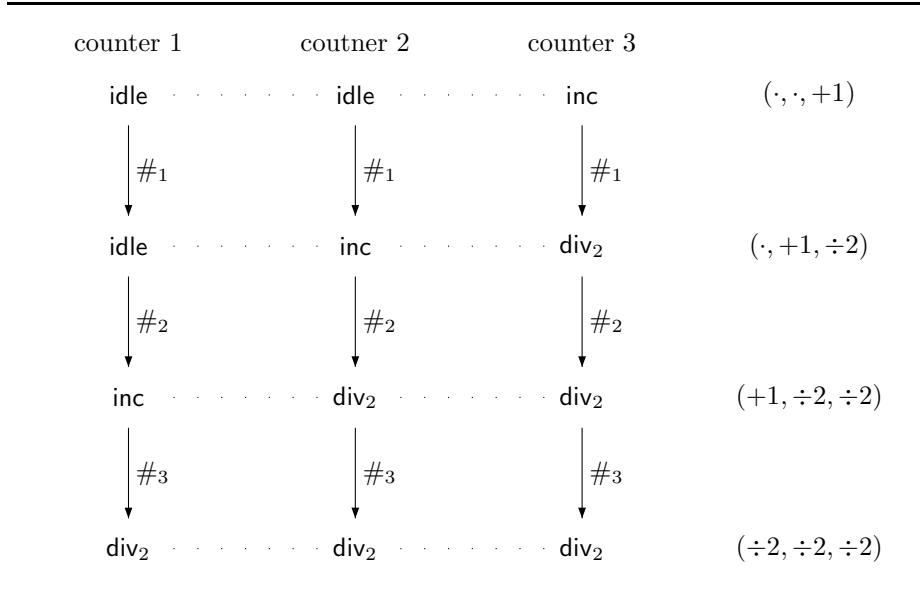 counter 1 coutner 2 counter 3
idle idle inc (·, ·, +1)
#₁ #₁ #₁
idle inc div₂ (·, +1, ÷2)
#₂ #₂ #₂
inc div₂ div₂ (+1, ÷2, ÷2)
#₃ #₃ #₃
div₂ div₂ div₂ (÷2, ÷2, ÷2)